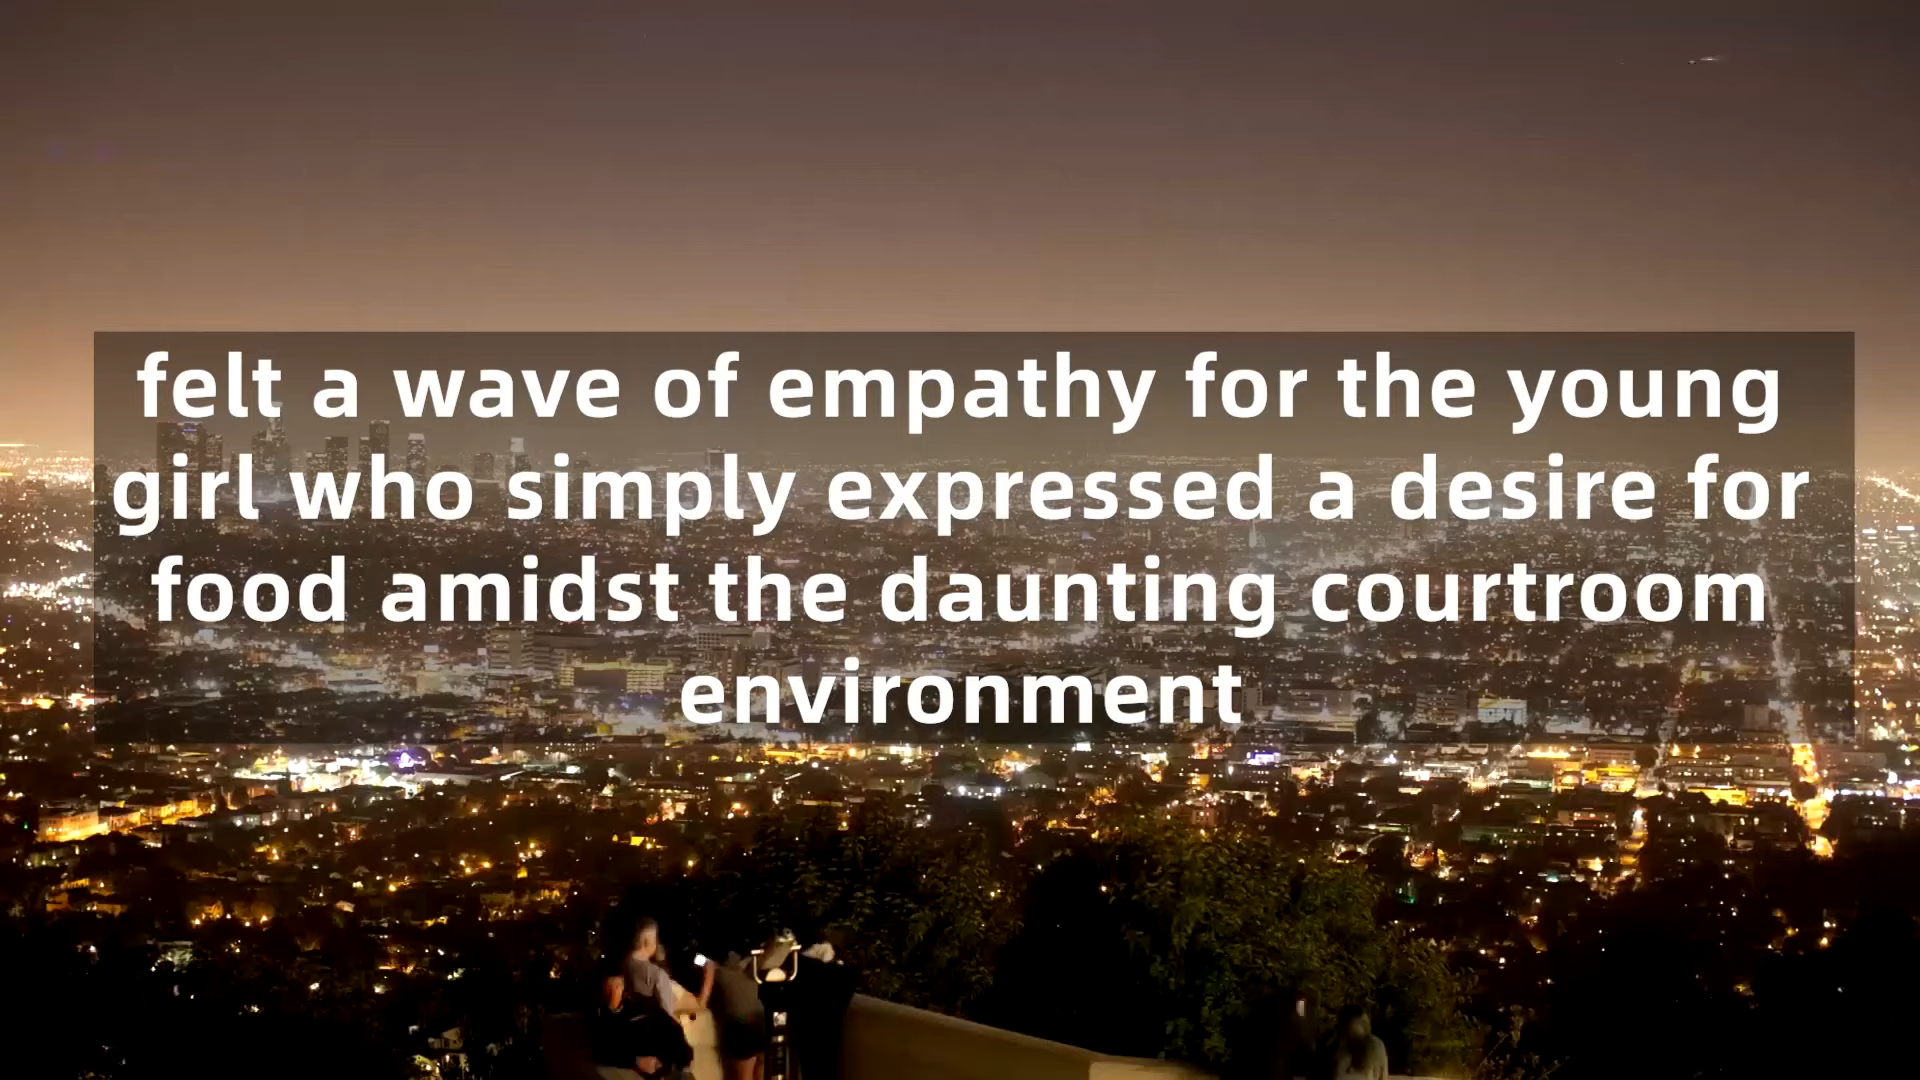 felt a wave of empathy for the young
girl who simply expressed a desire for
food amidst the daunting courtroom
environment